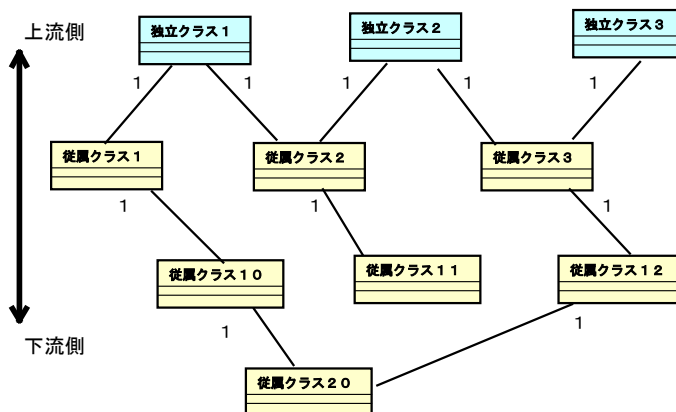 上流側
独立クラス１
独立クラス２
独立クラス３
1
1
1
1
1
従属クラス１
従属クラス２
従属クラス３
1
1
1
従属クラス１０
従属クラス１１
従属クラス１２
下流側
1
1
従属クラス２０